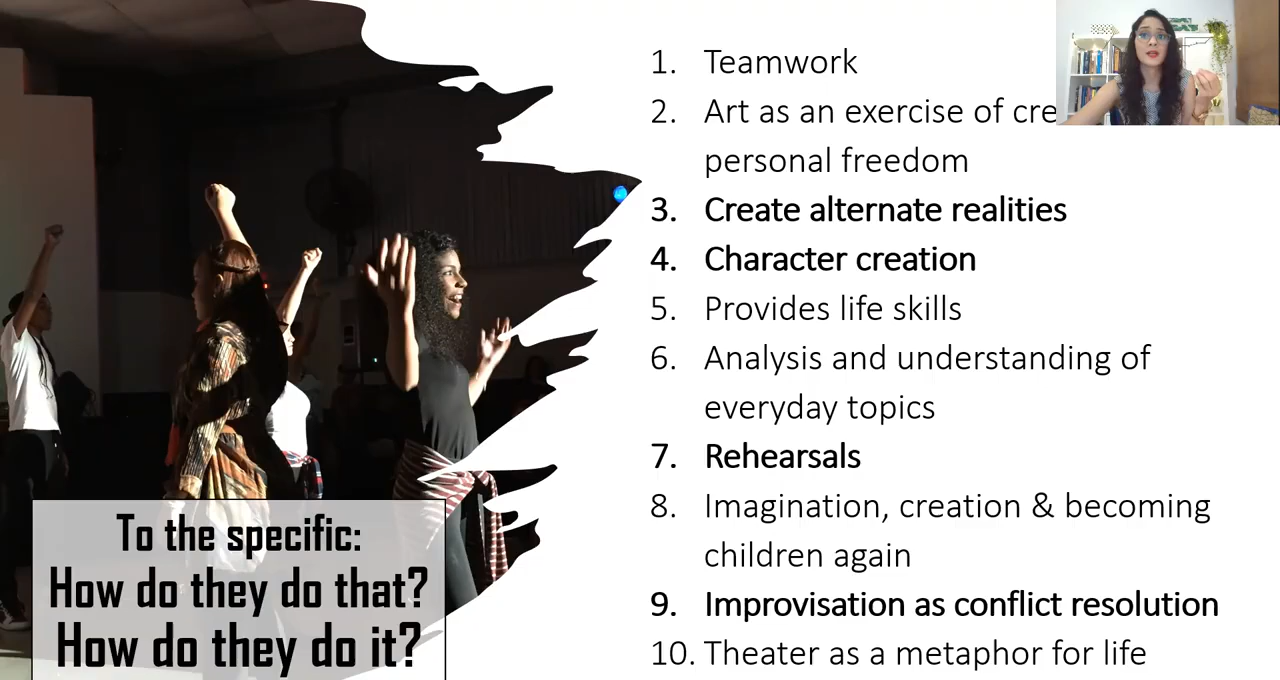 1. Teamwork
2. Art as an exercise of
personal freedom
3. Create alternate realities
4. Character creation
5. Provides life skills
6. Analysis and understanding of
everyday topics
7. Rehearsals
8. Imagination, creation & becoming
children again
9. Improvisation as conflict resolution
10. Theater as a metaphor for life
To the specific:
How do they do that?
How do they do it?